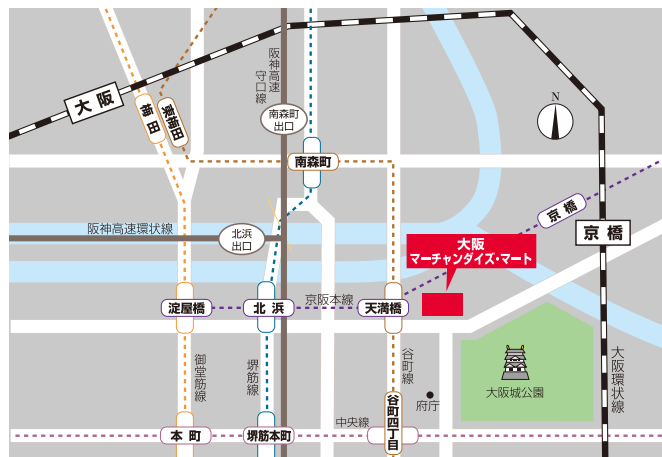 阪神高速
守口線
大阪
梅田
東梅田
南森町
出口
N
南森町
京橋
京橋
阪神高速環状線
北浜
出口
大阪
マーチャンダイズ・マート
京阪本線
淀屋橋
北浜
天満橋
御堂筋線
堺筋線
谷町線
大阪環状線
大阪城公園
府庁
谷町四丁目
中央線
本町
堺筋本町